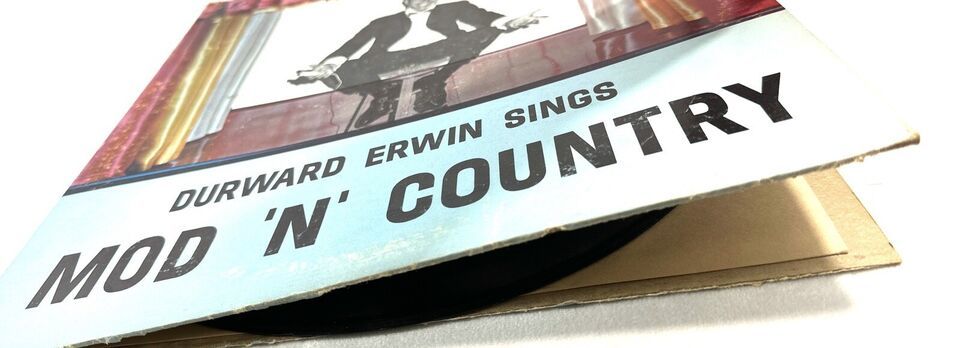 DURWARD ERWIN SINGS
MOD 'N' COUNTRY